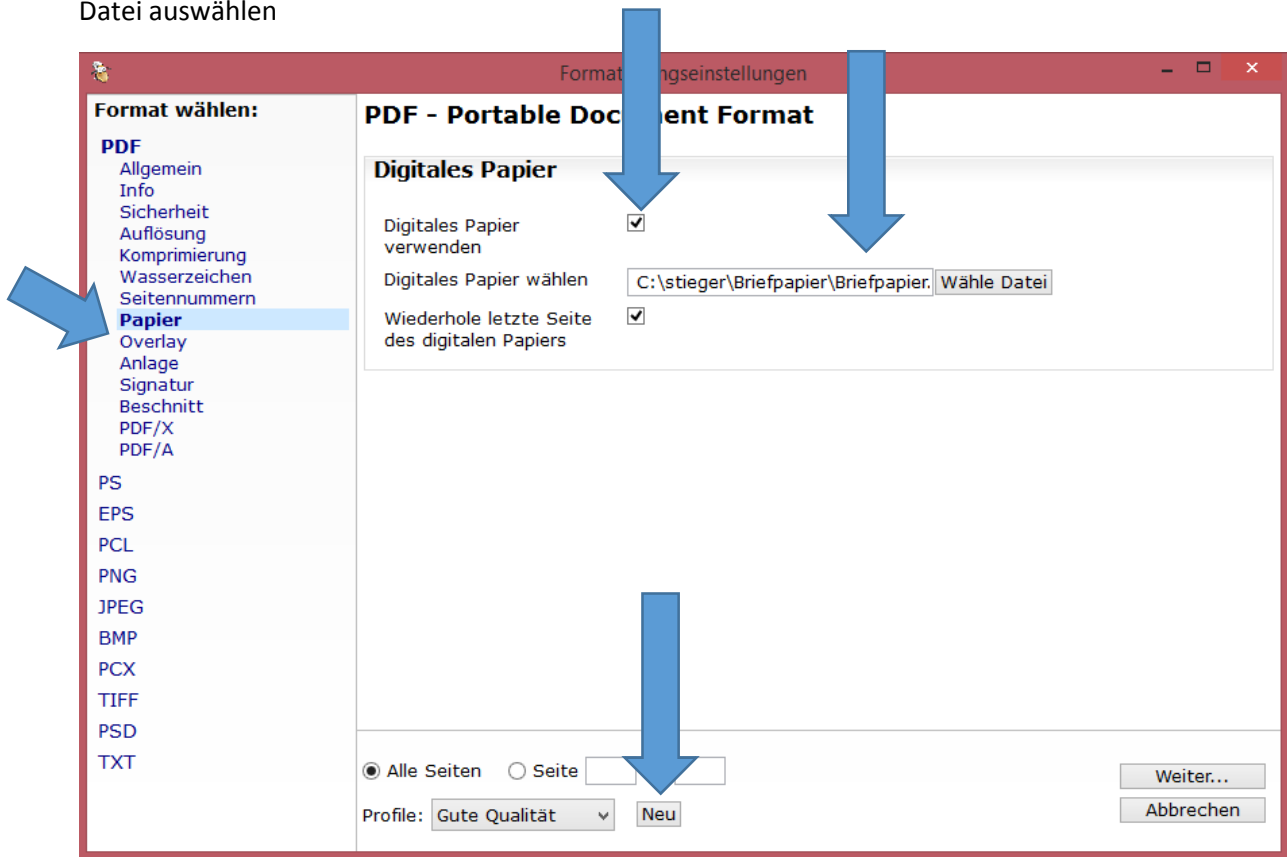 Datei auswählen
Format ngseinstellungen
Format wählen:
PDF
Allgemein
Info
Sicherheit
Auflösung
Komprimierung
Wasserzeichen
Seitennummern
Papier
Overlay
Anlage
Signatur
Beschnitt
PDF/X
PDF/A
PS
EPS
PCL
PNG
JPEG
BMP
PCX
TIFF
PSD
TXT
PDF - Portable Doc ent Format
Digitales Papier
Digitales Papier
verwenden
Digitales Papier wählen
C:\stieger\Briefpapier\Briefpapier. Wähle Datei
Wiederhole letzte Seite
des digitalen Papiers
Alle Seiten Seite
Profile: Gute Qualität Neu
Weiter...
Abbrechen